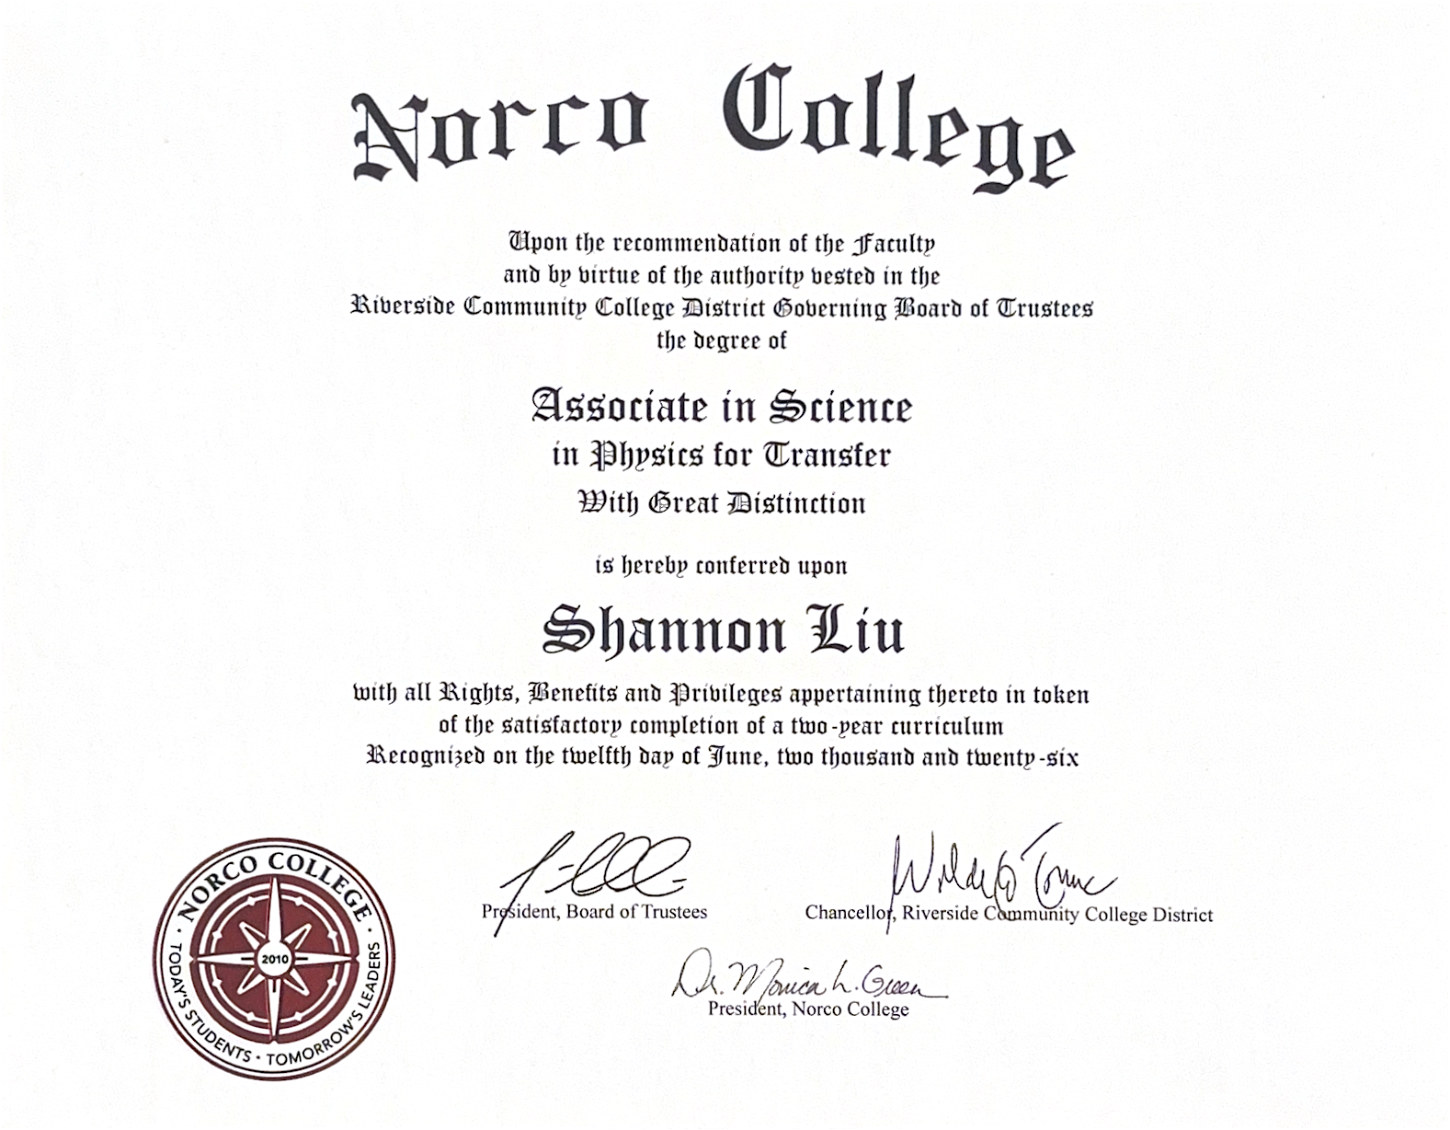 Norco College
Upon the recommendation of the Faculty
and by virtue of the authority vested in the
Riverside Community College District Governing Board of Trustees
the degree of
Associate in Science
in Physics for Transfer
With Great Distinction
is hereby conferred upon
Shannon Liu
with all Rights, Benefits and Privileges appertaining thereto in token
of the satisfactory completion of a two-year curriculum
Recognized on the twelfth day of June, two thousand and twenty-six
President, Board of Trustees
Chancellor, Riverside Community College District
Dr. Monica L. Green
President, Norco College
NORCO COLLEGE
2010
· TODAY'S STUDENTS · TOMORROW'S LEADERS ·